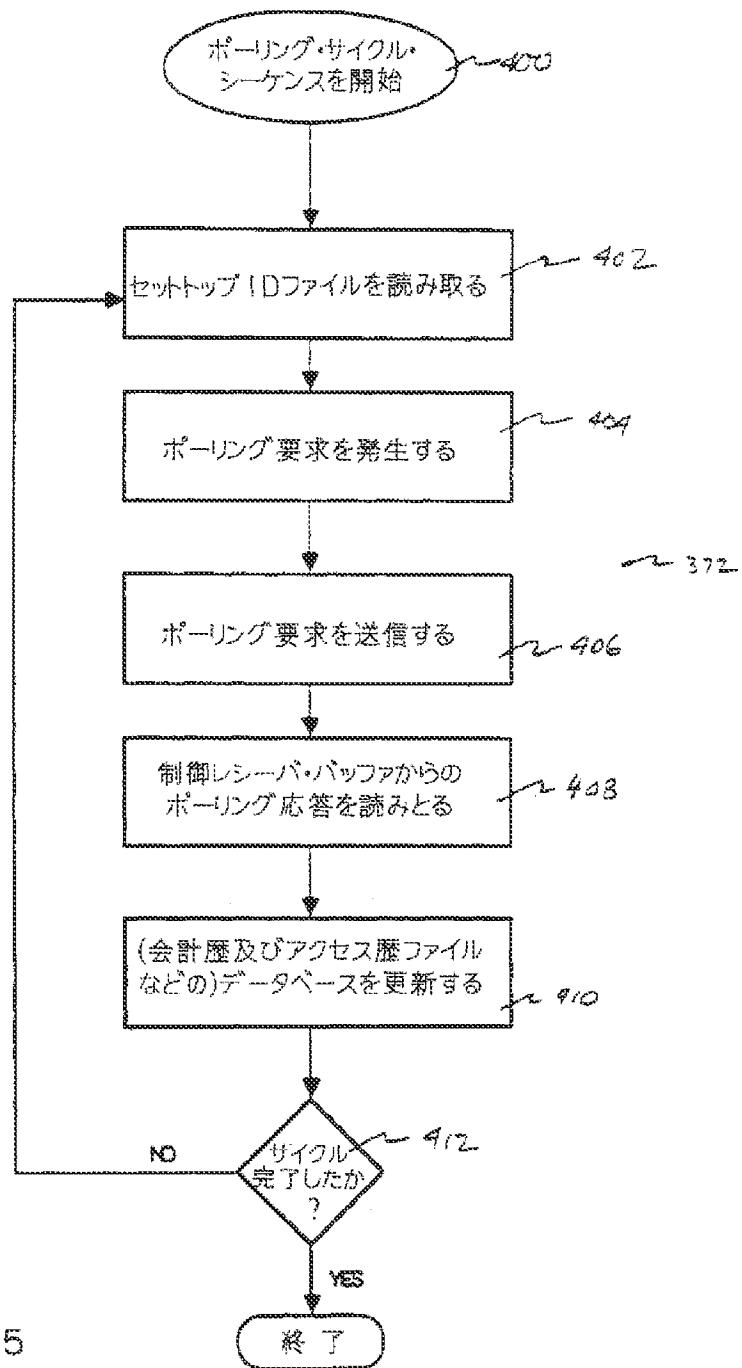 ポーリング・サイクル・
シーケンスを開始
400
セットトップIDファイルを読み取る
402
ポーリング要求を発生する
404
372
ポーリング要求を送信する
406
制御レシーバ・バッファからの
ポーリング応答を読みとる
408
(会計歴及びアクセス歴ファイル
などの)データベースを更新する
410
サイクル
完了したか
?
412
NO
YES
終了
5